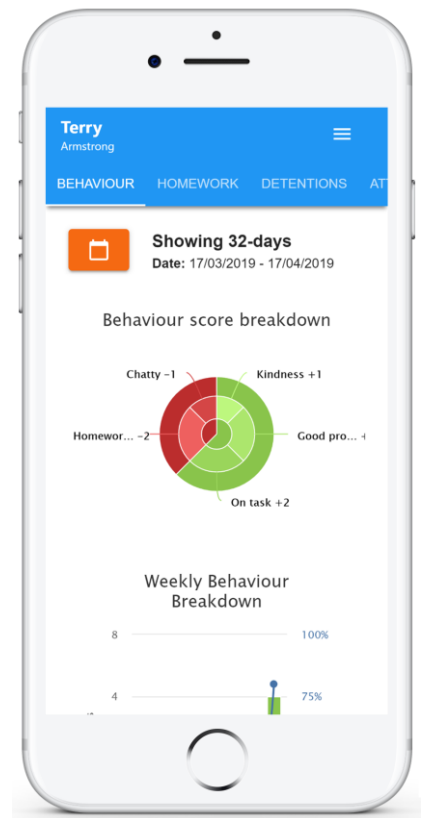 Terry
Armstrong
BEHAVIOUR HOMEWORK DETENTIONS AT
Showing 32-days
Date: 17/03/2019 - 17/04/2019
Behaviour score breakdown
Chatty -1
Kindness +1
Homewor... -2
Good pro... +
On task +2
Weekly Behaviour
Breakdown
8 100%
4 75%